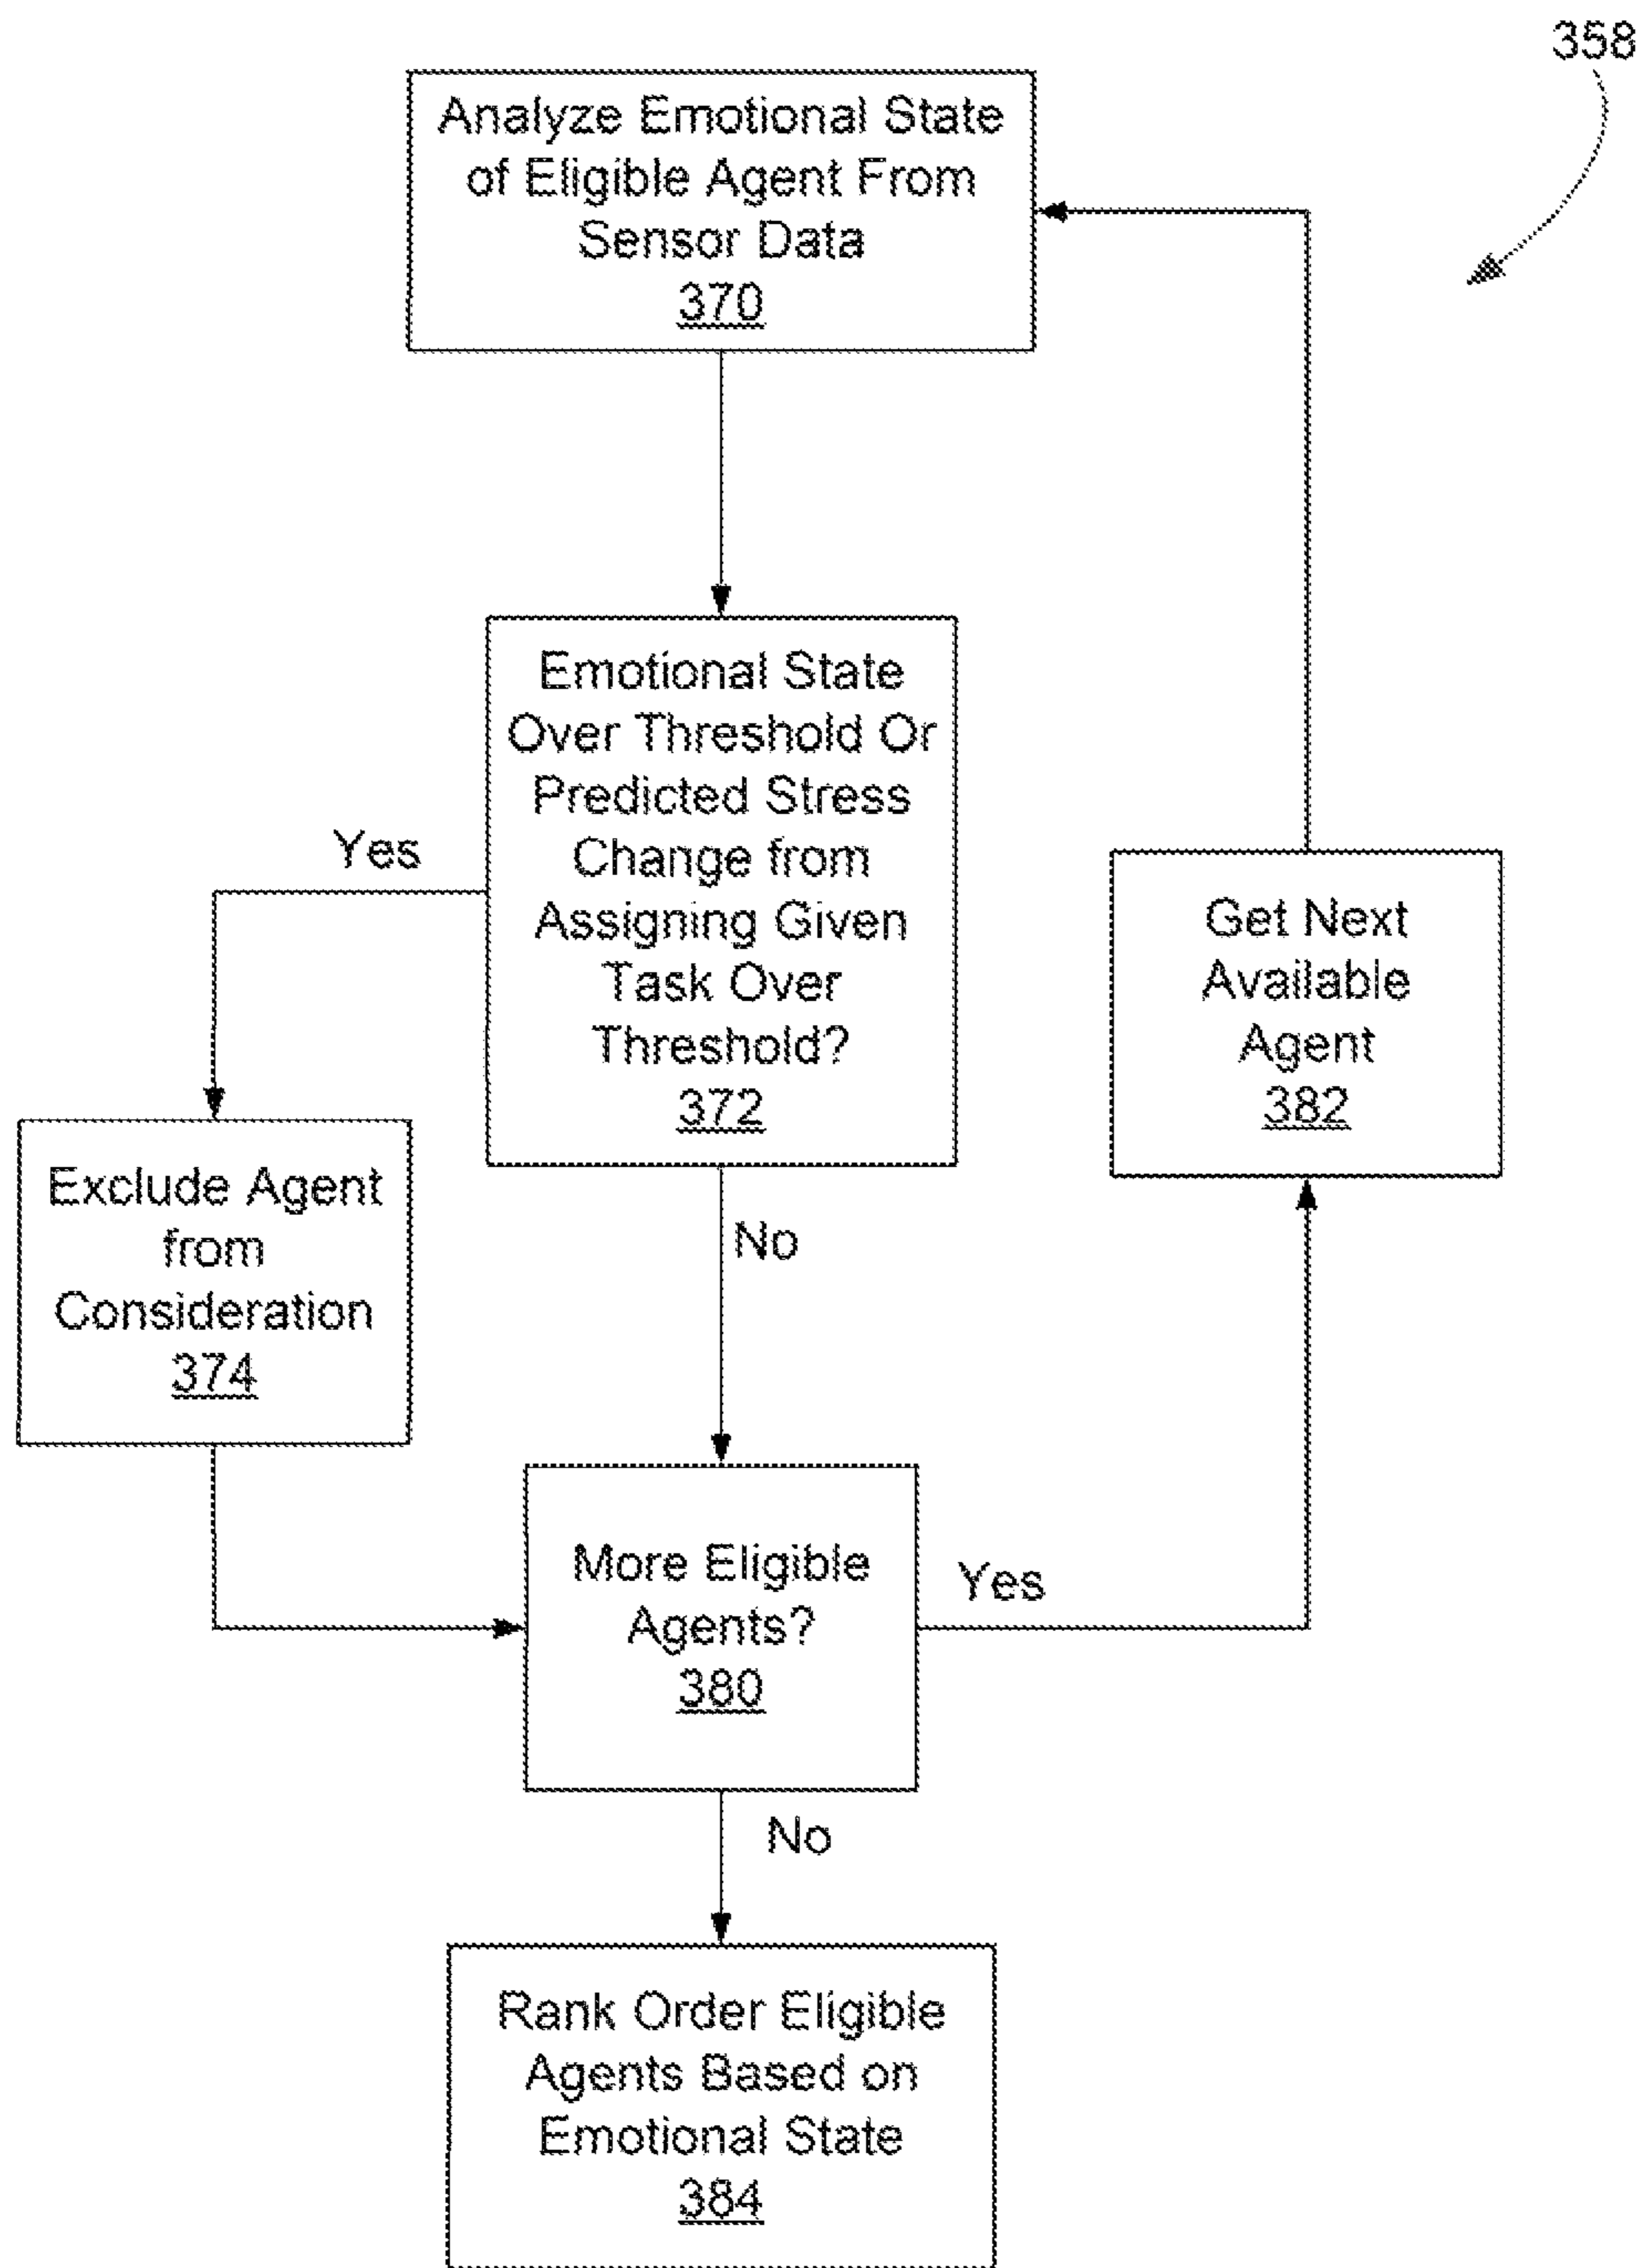 358
Analyze Emotional State
of Eligible Agent From
Sensor Data
370
Emotional State
Over Threshold Or
Predicted Stress
Change from
Assigning Given
Task Over
Threshold?
372
Yes
Get Next
Available
Agent
382
Exclude Agent
from
Consideration
374
No
More Eligible
Agents?
380
Yes
No
Rank Order Eligible
Agents Based on
Emotional State
384